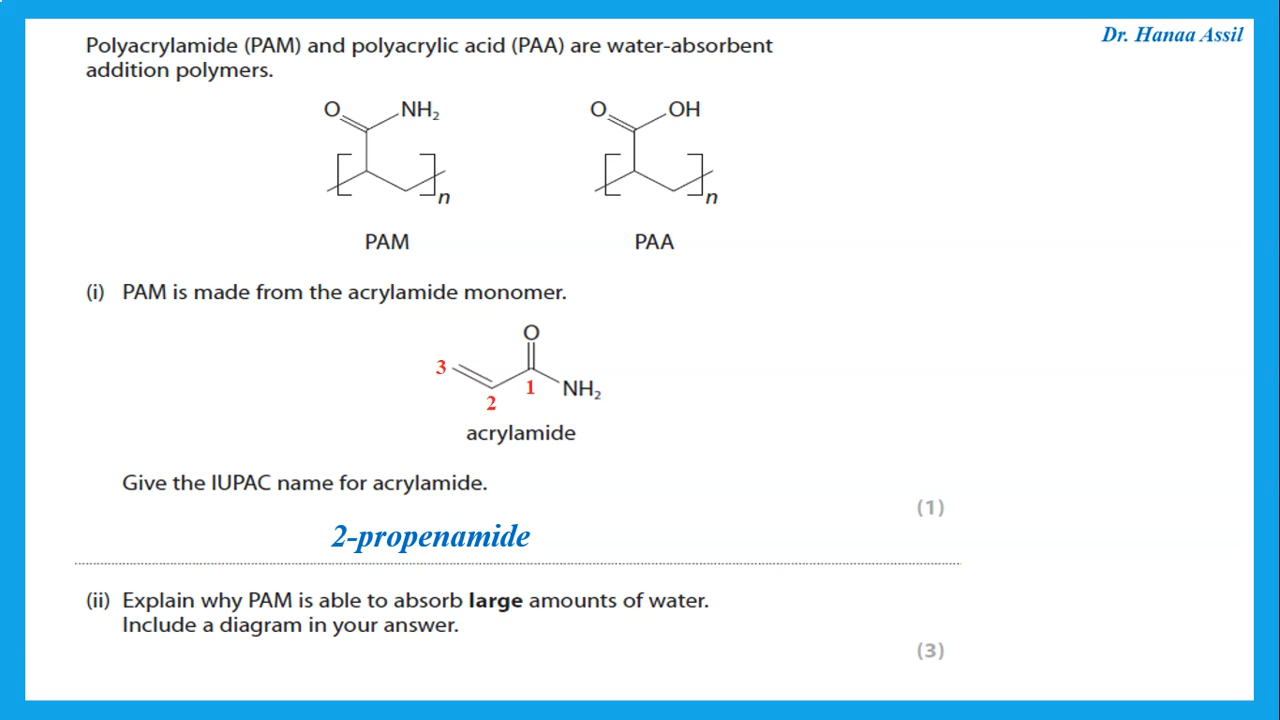 Dr. Hanaa Assil
Polyacrylamide (PAM) and polyacrylic acid (PAA) are water-absorbent
addition polymers.
O NH₂ O OH
n n
PAM PAA
(i) PAM is made from the acrylamide monomer.
O
3
1 NH₂
2
acrylamide
Give the IUPAC name for acrylamide.
(1)
2-propenamide
(ii) Explain why PAM is able to absorb large amounts of water.
Include a diagram in your answer.
(3)